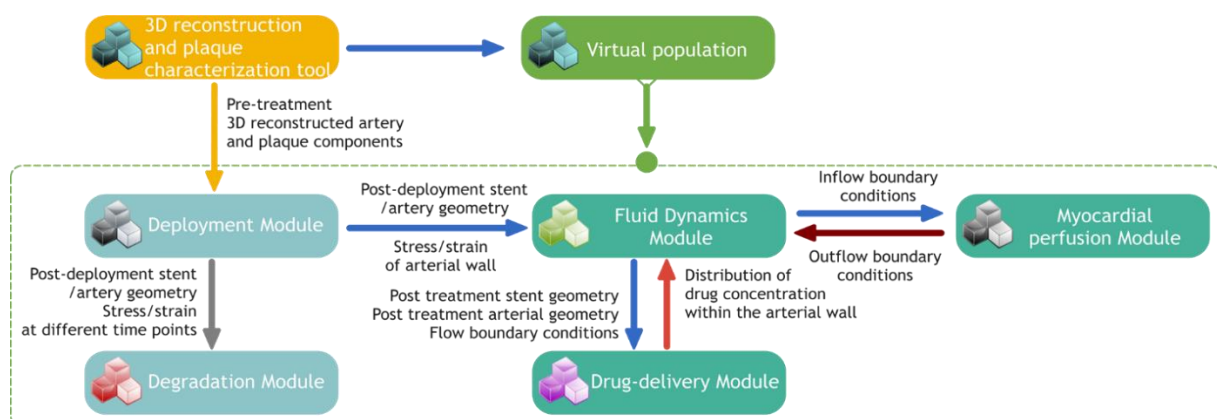 3D reconstruction
and plaque
characterization tool
Virtual population
Pre-treatment
3D reconstructed artery
and plaque components
Deployment Module
Post-deployment stent
/artery geometry
Stress/strain
of arterial wall
Fluid Dynamics
Module
Inflow boundary
conditions
Outflow boundary
conditions
Myocardial
perfusion Module
Post-deployment stent
/artery geometry
Stress/strain
at different time points
Post treatment stent geometry
Post treatment arterial geometry
Flow boundary conditions
Distribution of
drug concentration
within the arterial wall
Degradation Module
Drug-delivery Module